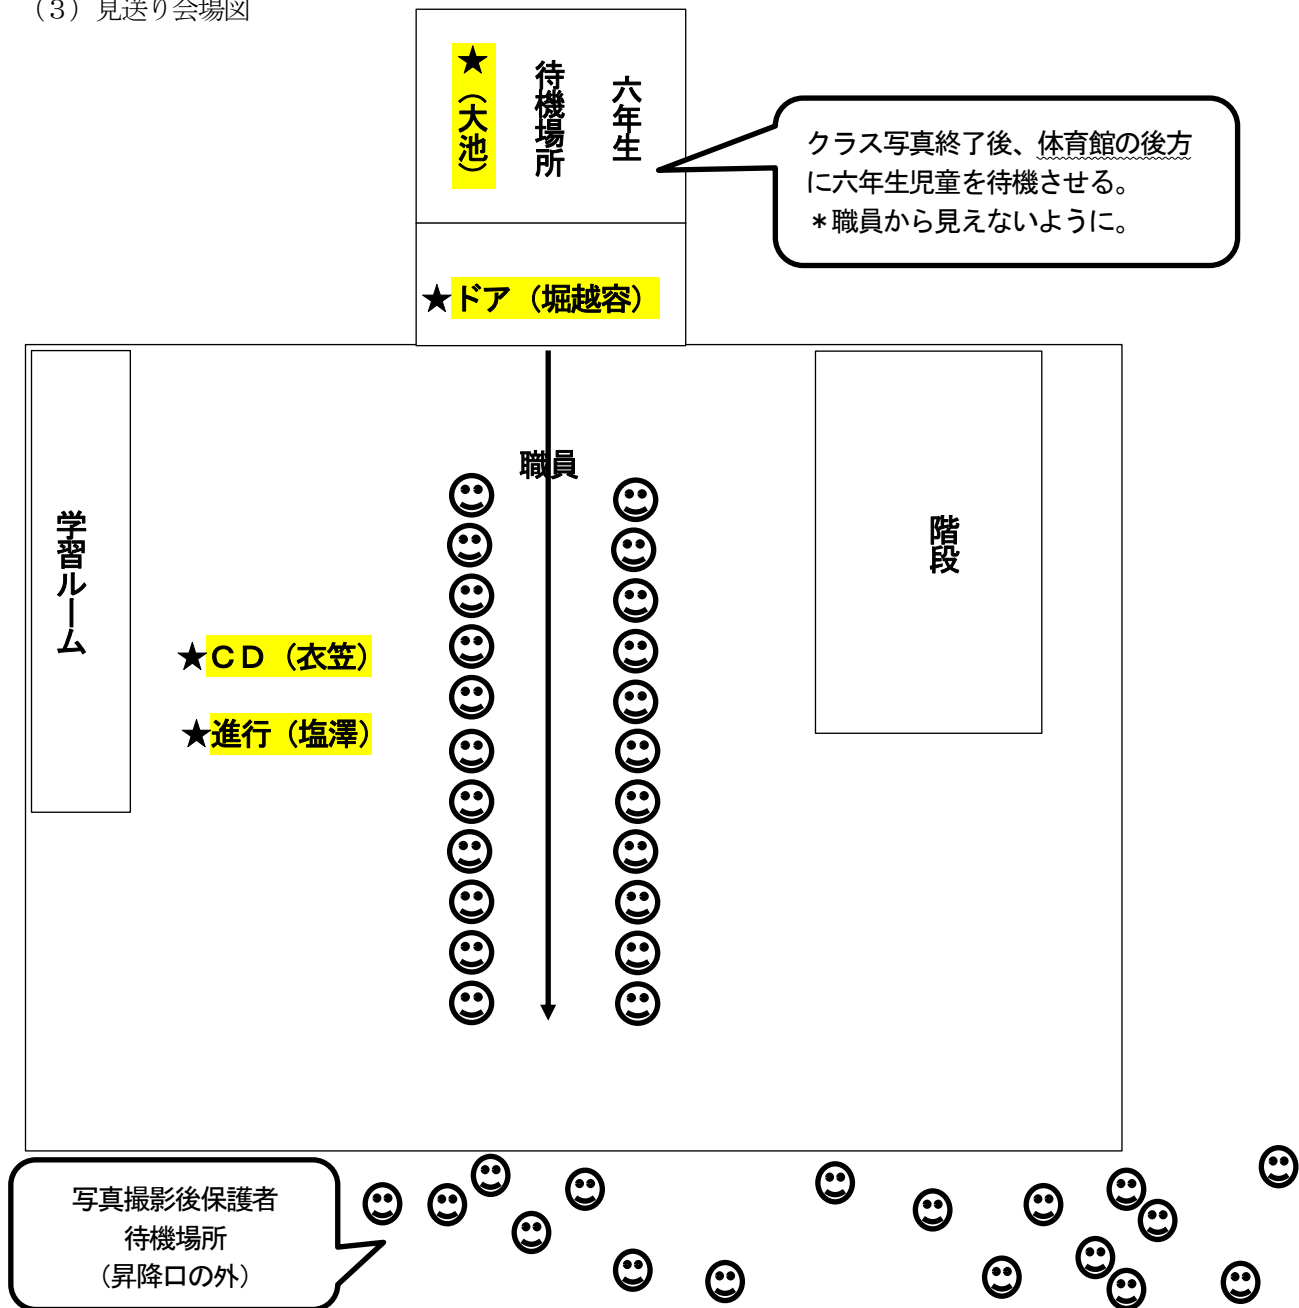 （３）見送り会場図
六年生
待機場所
★（大池）
クラス写真終了後、体育館の後方
に六年生児童を待機させる。
＊職員から見えないように。
★ドア（堀越容）
職員
学習ルーム
階段
★ＣＤ（衣笠）
★進行（塩澤）
写真撮影後保護者
待機場所
（昇降口の外）